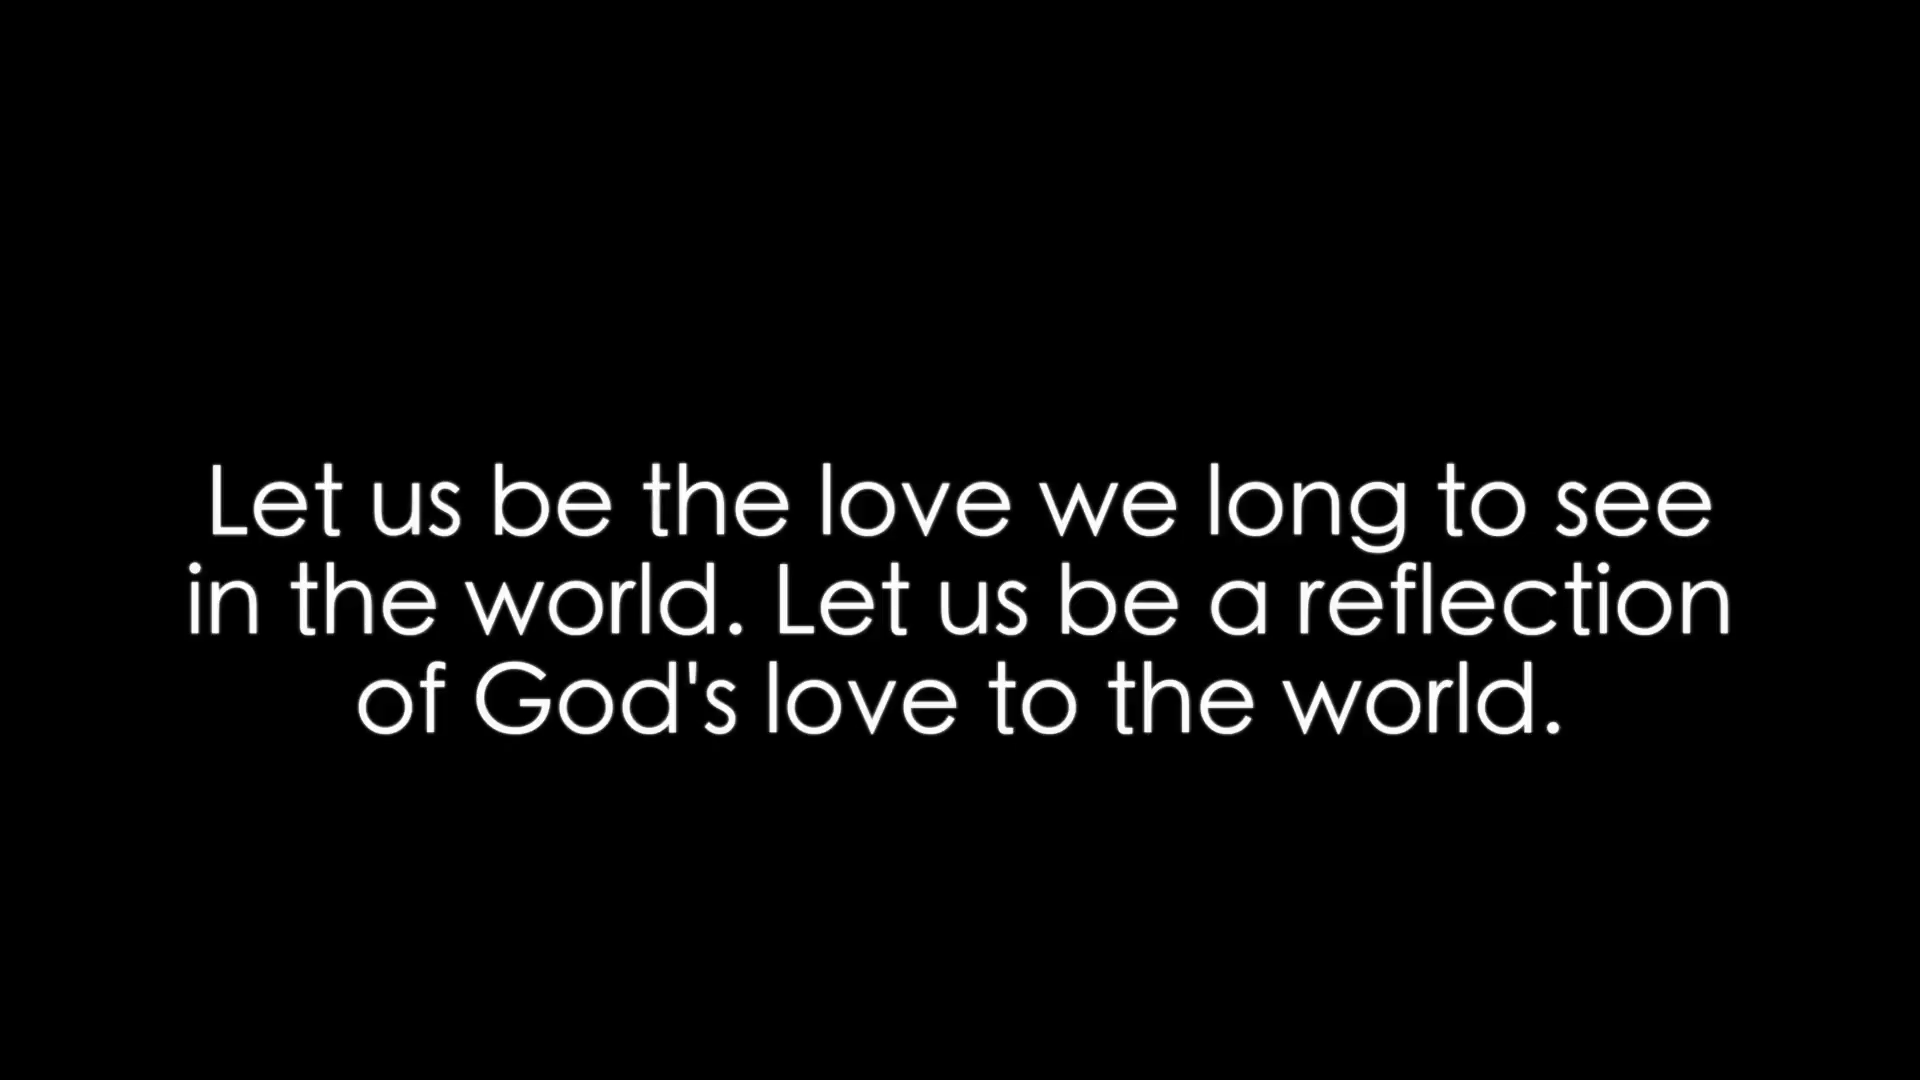 Let us be the love we long to see
in the world. Let us be a reflection
of God's love to the world.